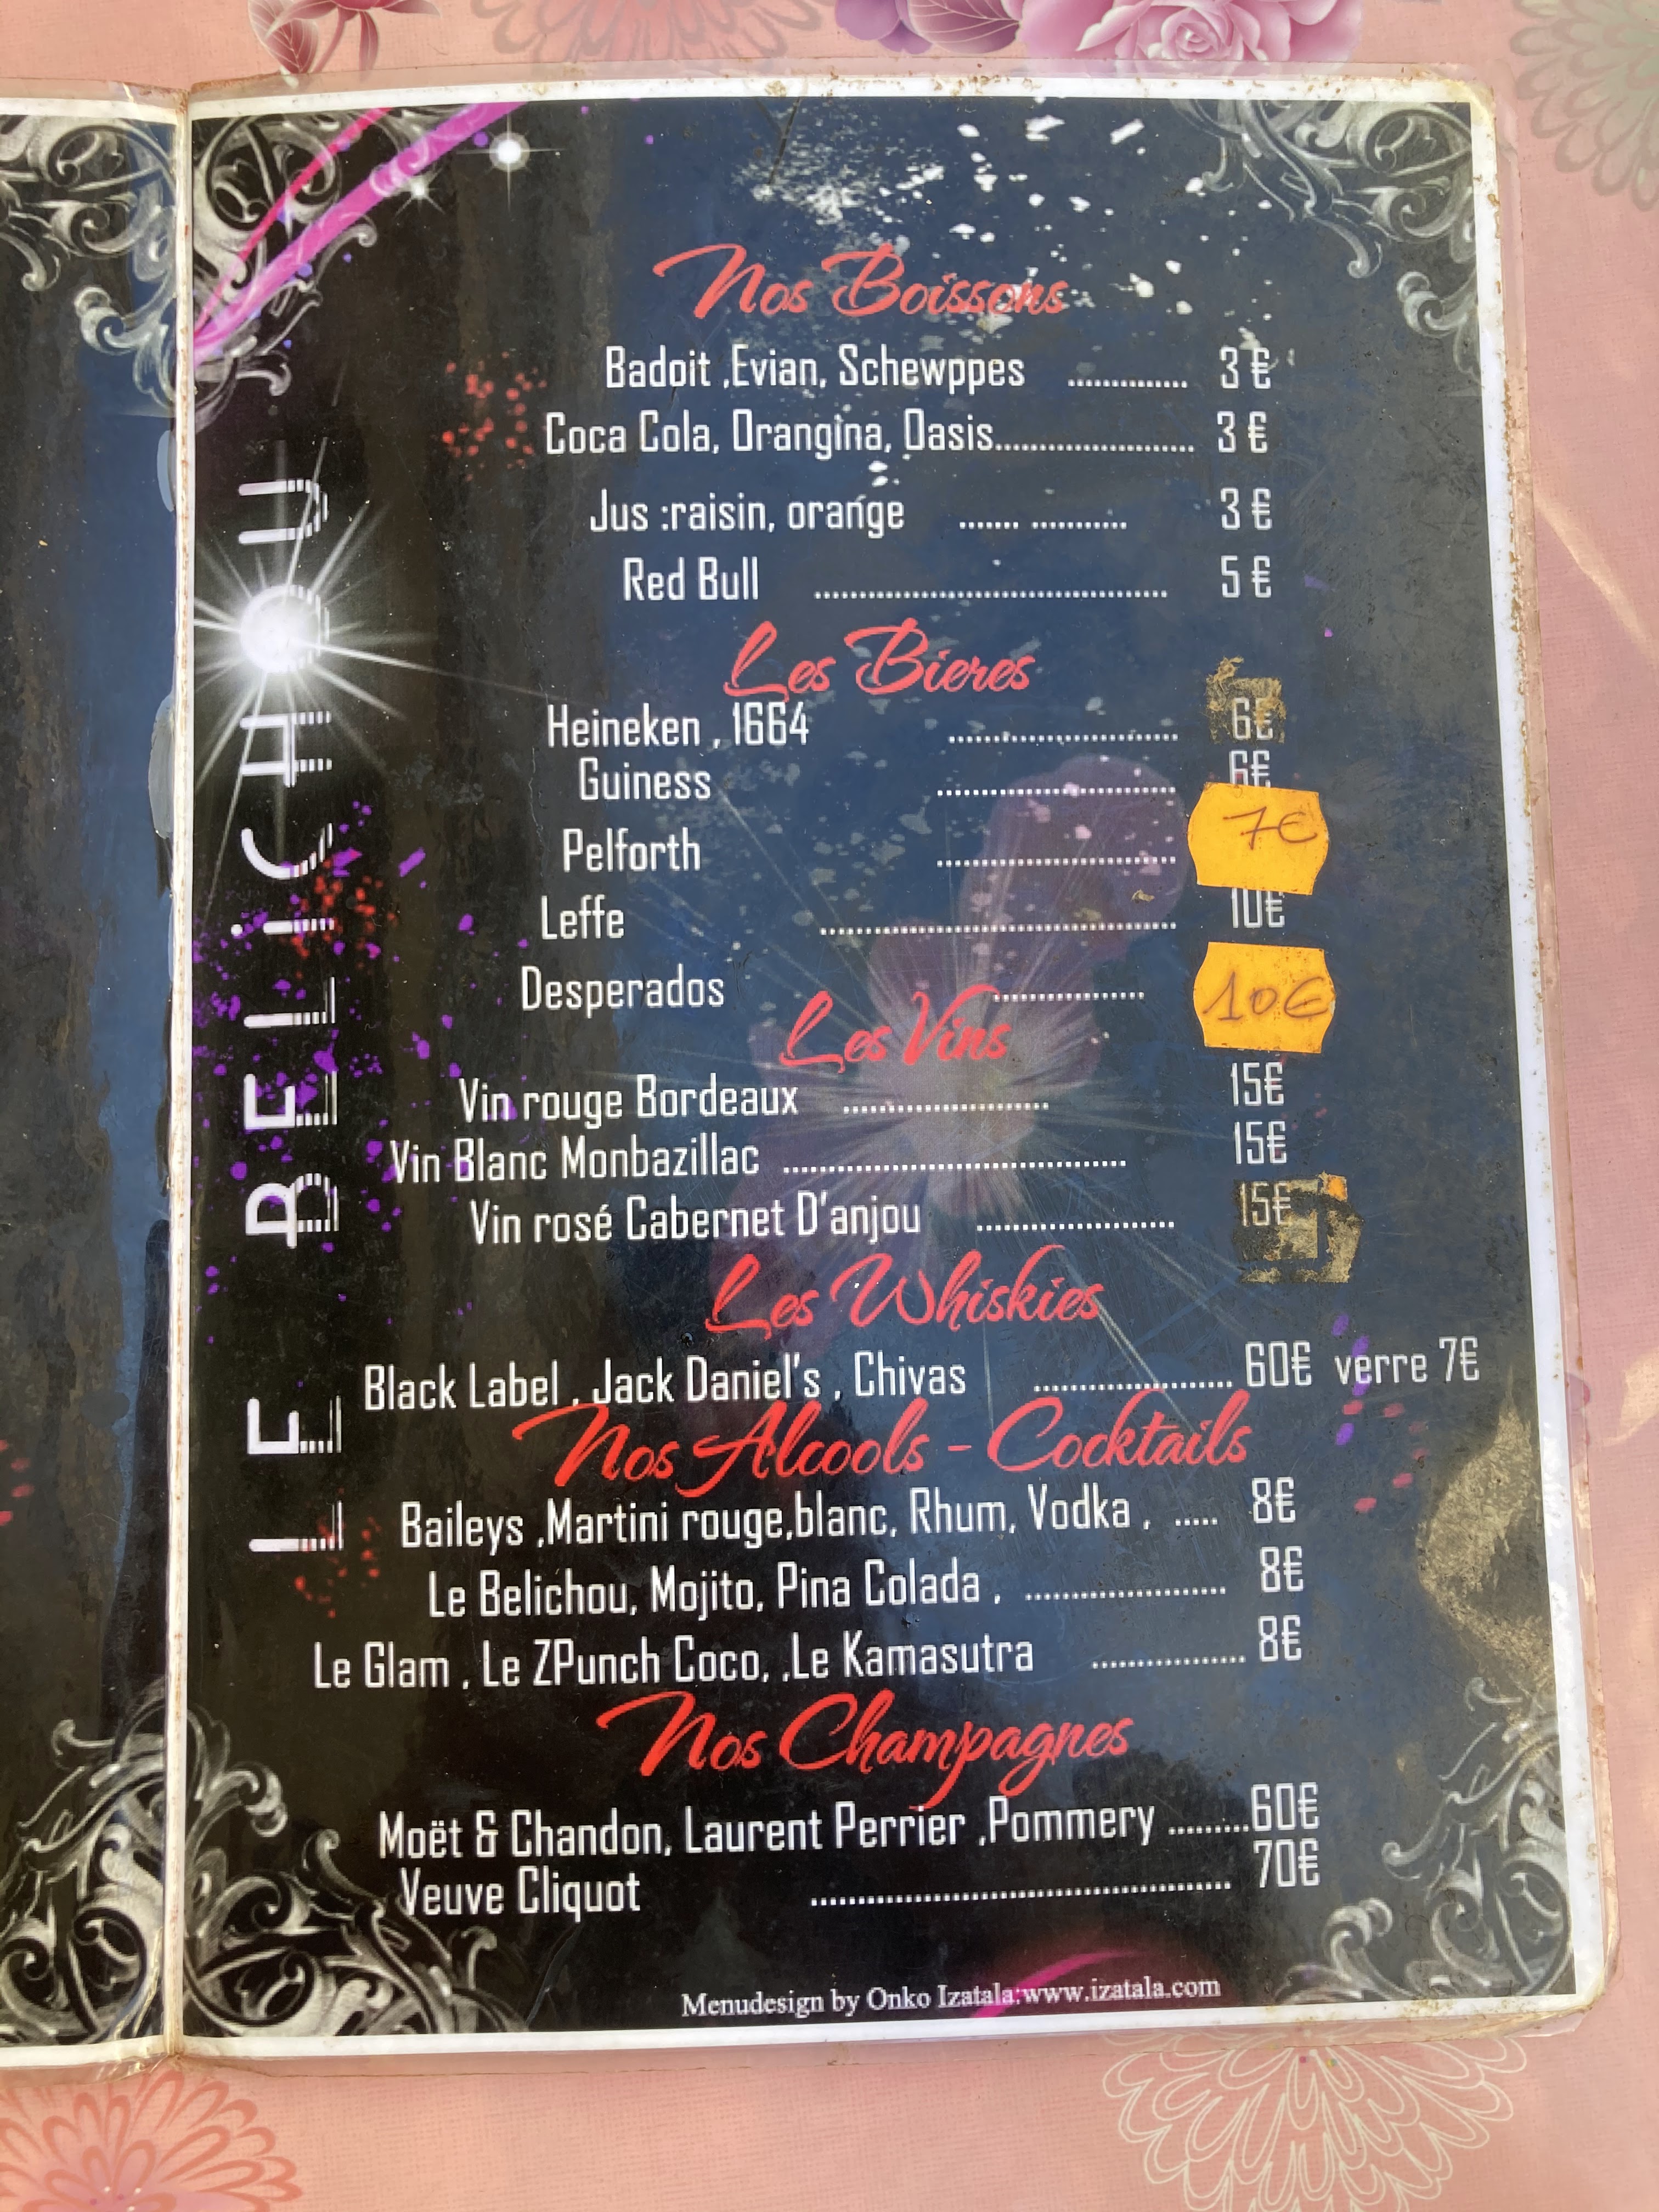 LE BELICHOU
Nos Boissons
Badoit ,Evian, Schewppes .............. 3 €
Coca Cola, Orangina, Oasis...................... 3 €
Jus :raisin, orange ....... ........... 3 €
Red Bull ........................................ 5 €
Les Bieres
Heineken , 1664 .......................... 6€
Guiness ........................... 6€
Pelforth ........................... 7€
Leffe ........................................ 10€
Desperados ................. 10€
Les Vins
Vin rouge Bordeaux ....................... 15€
Vin Blanc Monbazillac ...................................... 15€
Vin rosé Cabernet D'anjou ...................... 15€
Les Whiskies
Black Label , Jack Daniel's , Chivas ...................... 60€ verre 7€
Nos Alcools - Cocktails
Baileys ,Martini rouge,blanc, Rhum, Vodka , ..... 8€
Le Belichou, Mojito, Pina Colada , ...................... 8€
Le Glam , Le ZPunch Coco, ,Le Kamasutra ................. 8€
Nos Champagnes
Moët & Chandon, Laurent Perrier ,Pommery .........60€
Veuve Cliquot ............................................... 70€
Menudesign by Onko Izatala:www.izatala.com